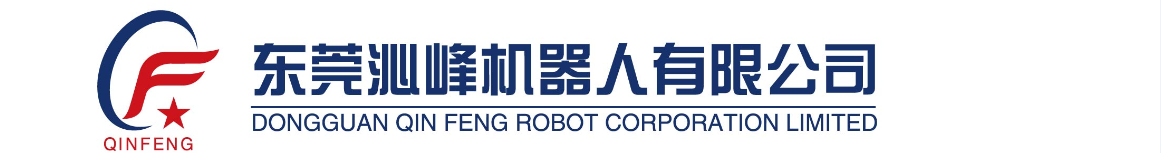 东莞沁峰机器人有限公司
DONGGUAN QIN FENG ROBOT CORPORATION LIMITED
QINFENG